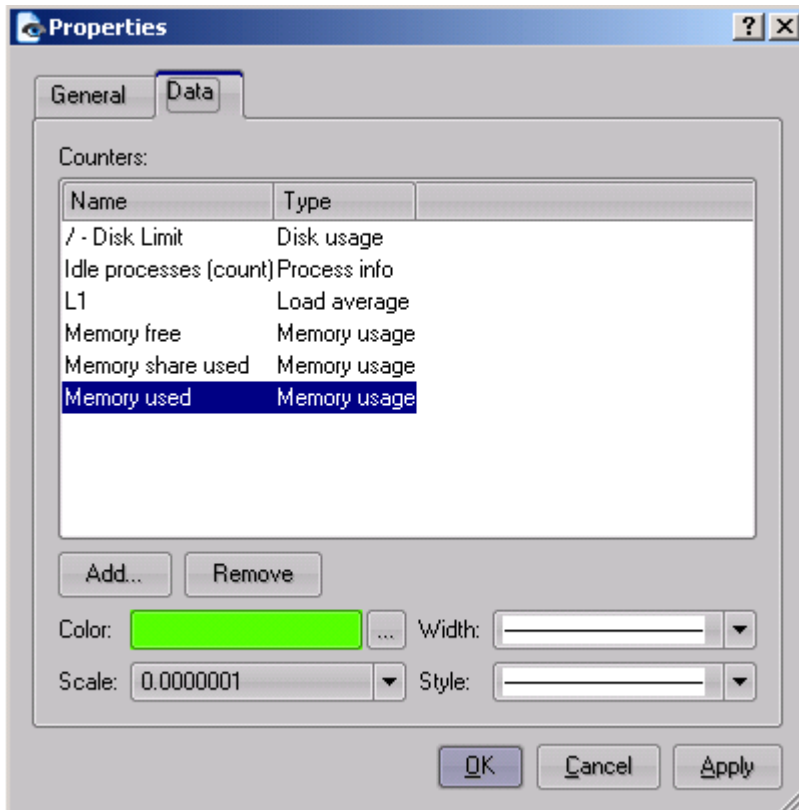 Properties
General Data
Counters:
Name Type
/ - Disk Limit Disk usage
Idle processes (count) Process info
L1 Load average
Memory free Memory usage
Memory share used Memory usage
Memory used Memory usage
Add... Remove
Color: ... Width:
Scale: 0.0000001 Style:
OK Cancel Apply